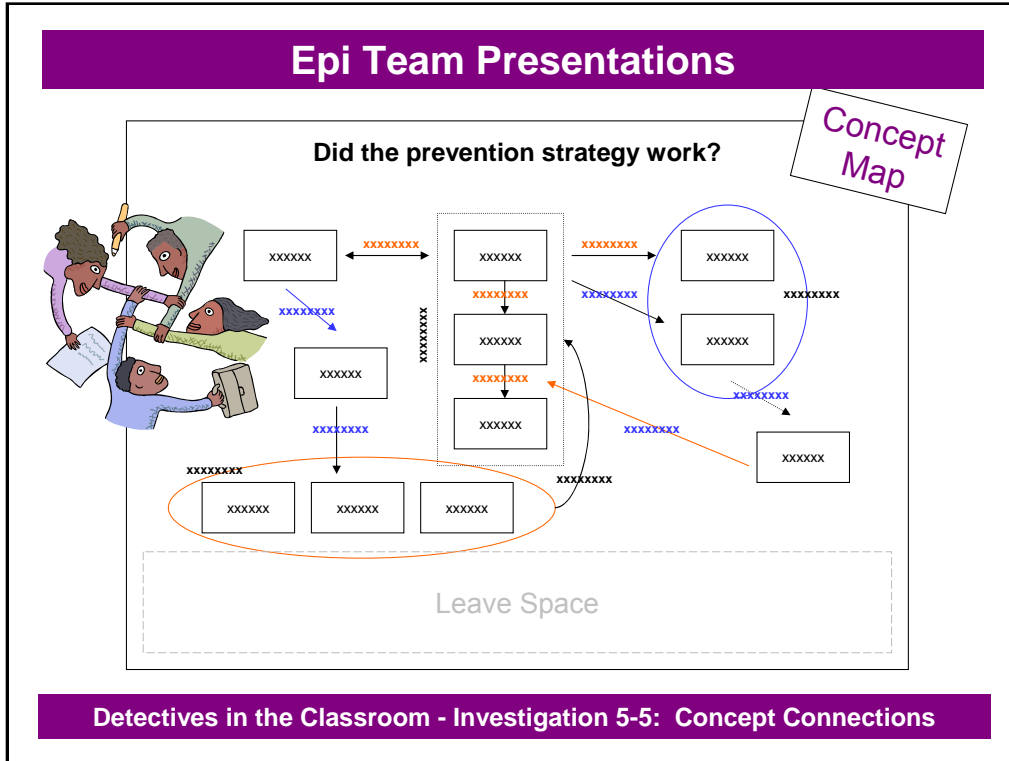 Epi Team Presentations
Concept
Map
Did the prevention strategy work?
xxxxxx
xxxxxxxx
xxxxxx
xxxxxxxx
xxxxxx
xxxxxxxx
xxxxxxxx
xxxxxxxx
xxxxxxxx
xxxxxxxx
xxxxxxxx
xxxxxx
xxxxxx
xxxxxx
xxxxxxxx
xxxxxxxx
xxxxxx
xxxxxxxx
xxxxxxxx
xxxxxx
xxxxxxxx
xxxxxxxx
xxxxxx
xxxxxx
xxxxxx
Leave Space
Detectives in the Classroom - Investigation 5-5: Concept Connections